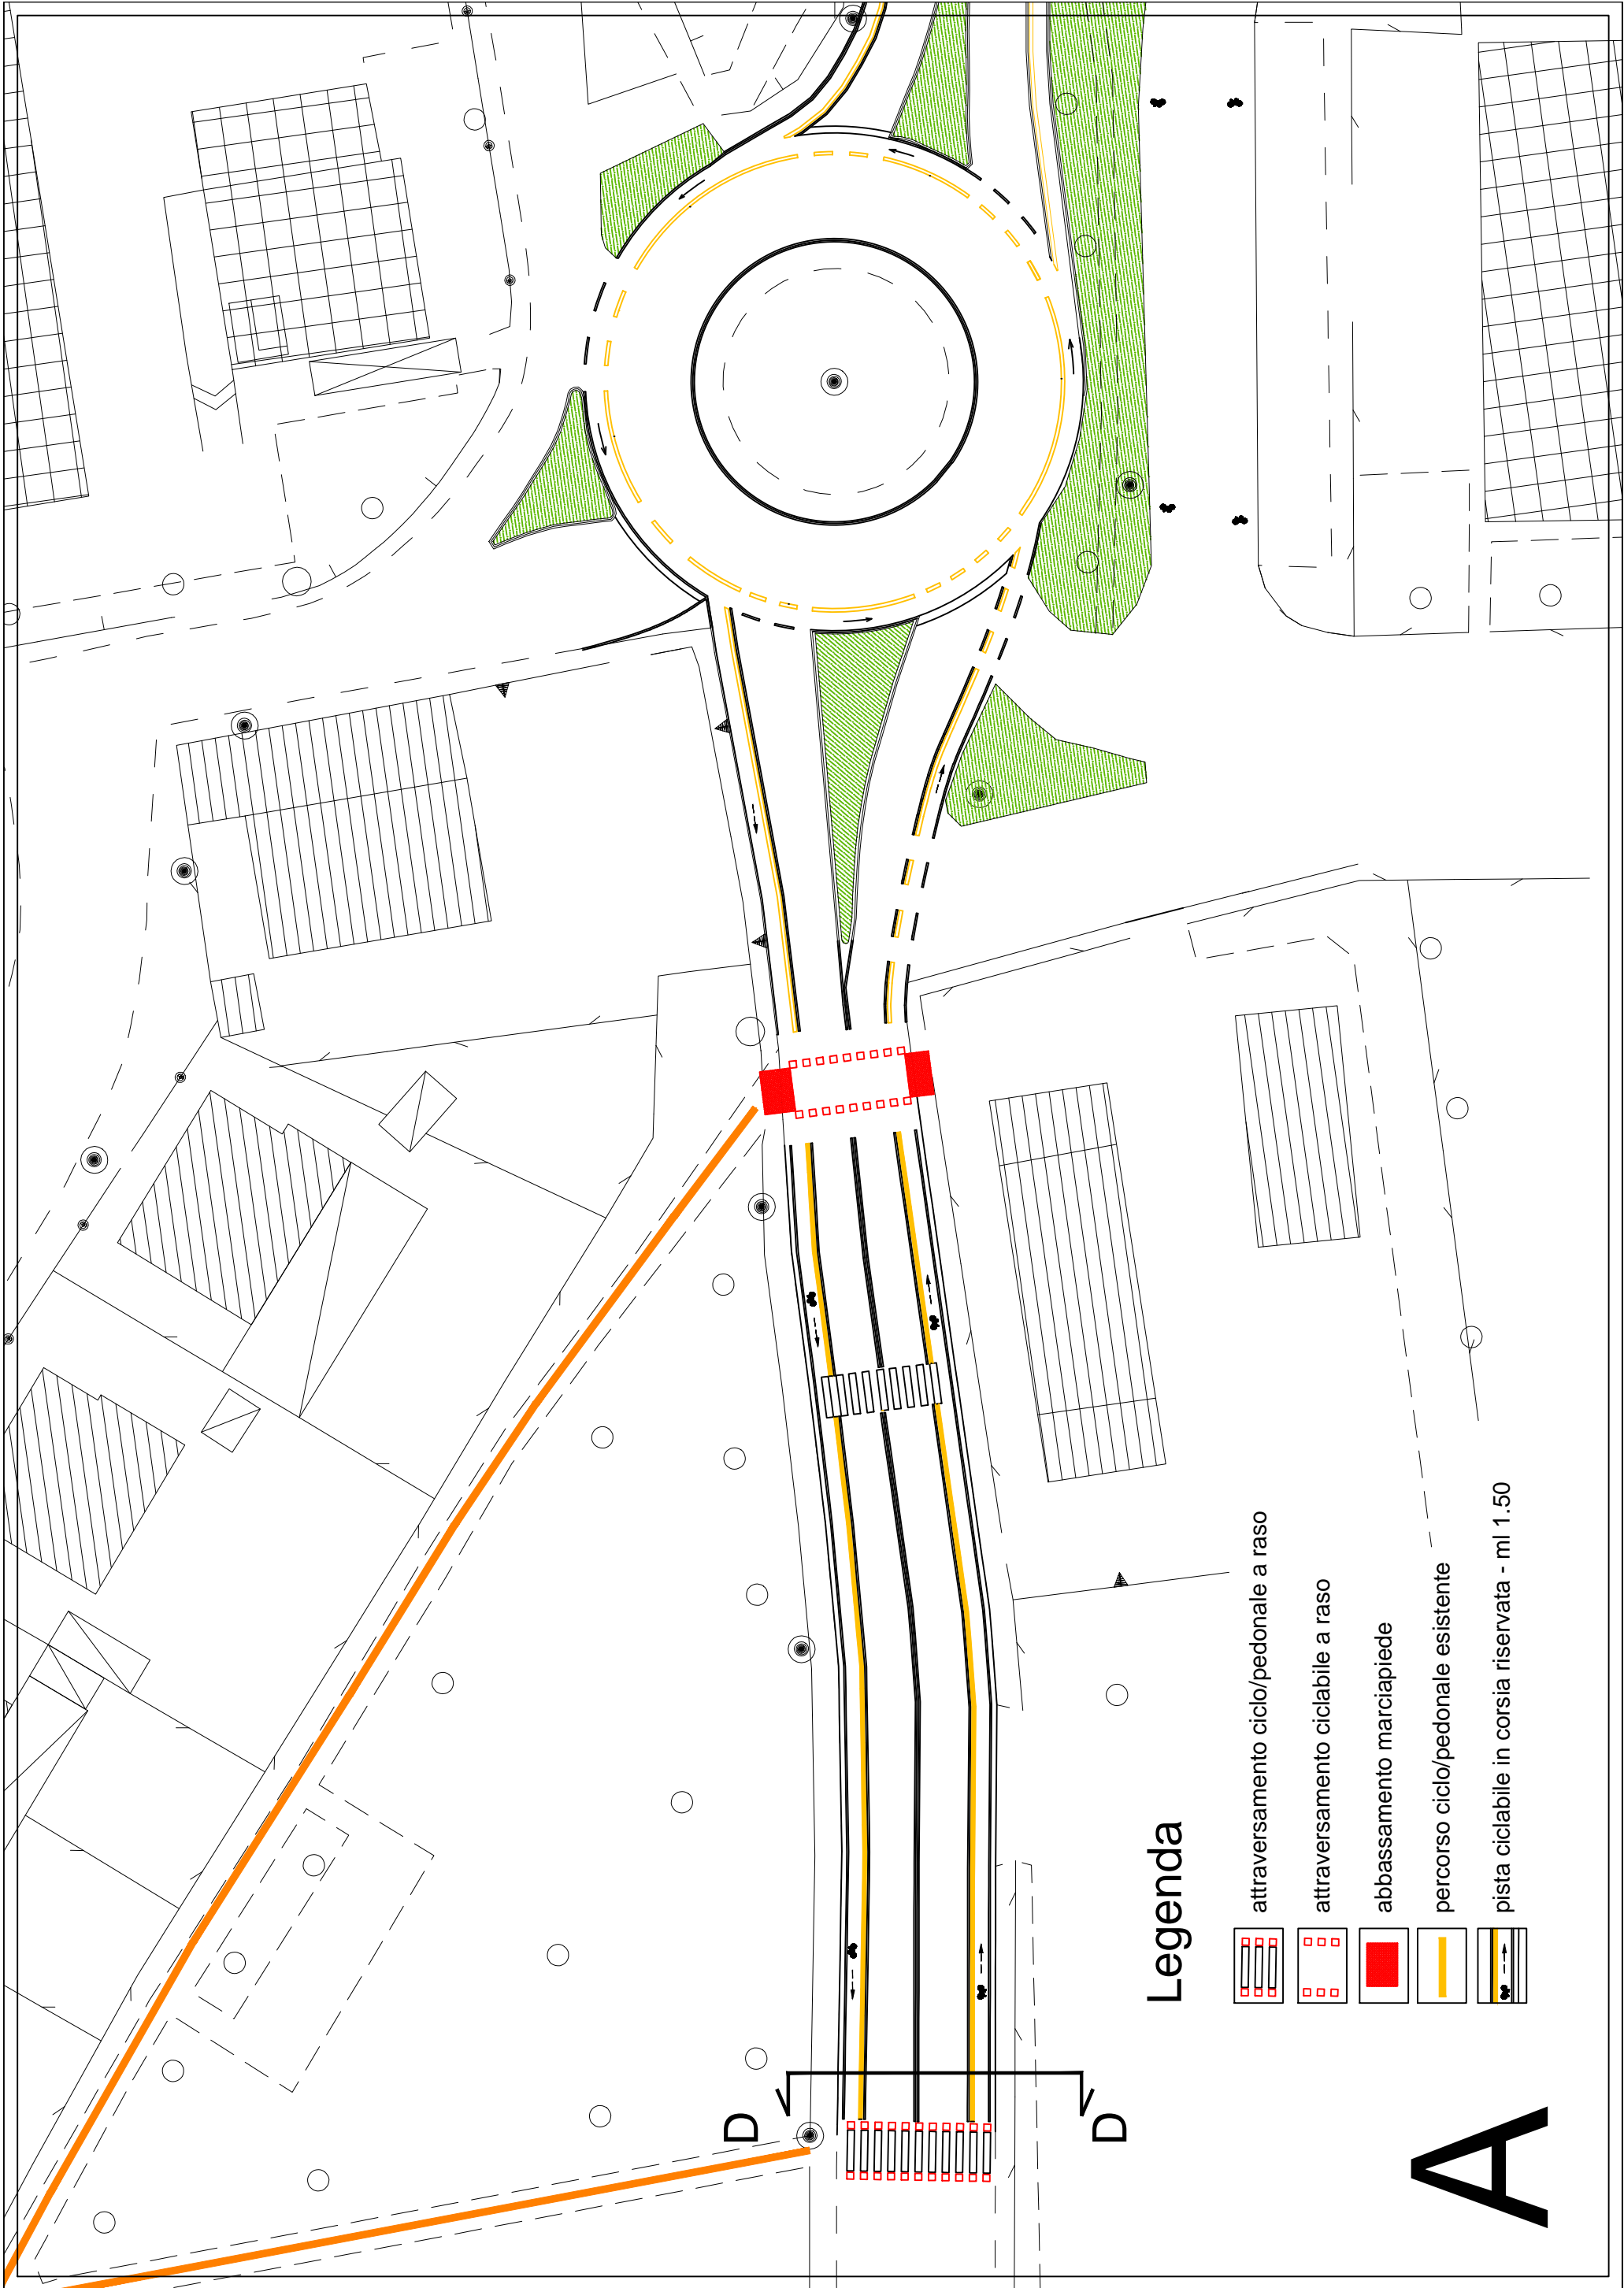 D
D
Legenda
attraversamento ciclo/pedonale a raso
attraversamento ciclabile a raso
abbassamento marciapiede
percorso ciclo/pedonale esistente
pista ciclabile in corsia riservata - ml 1.50
A